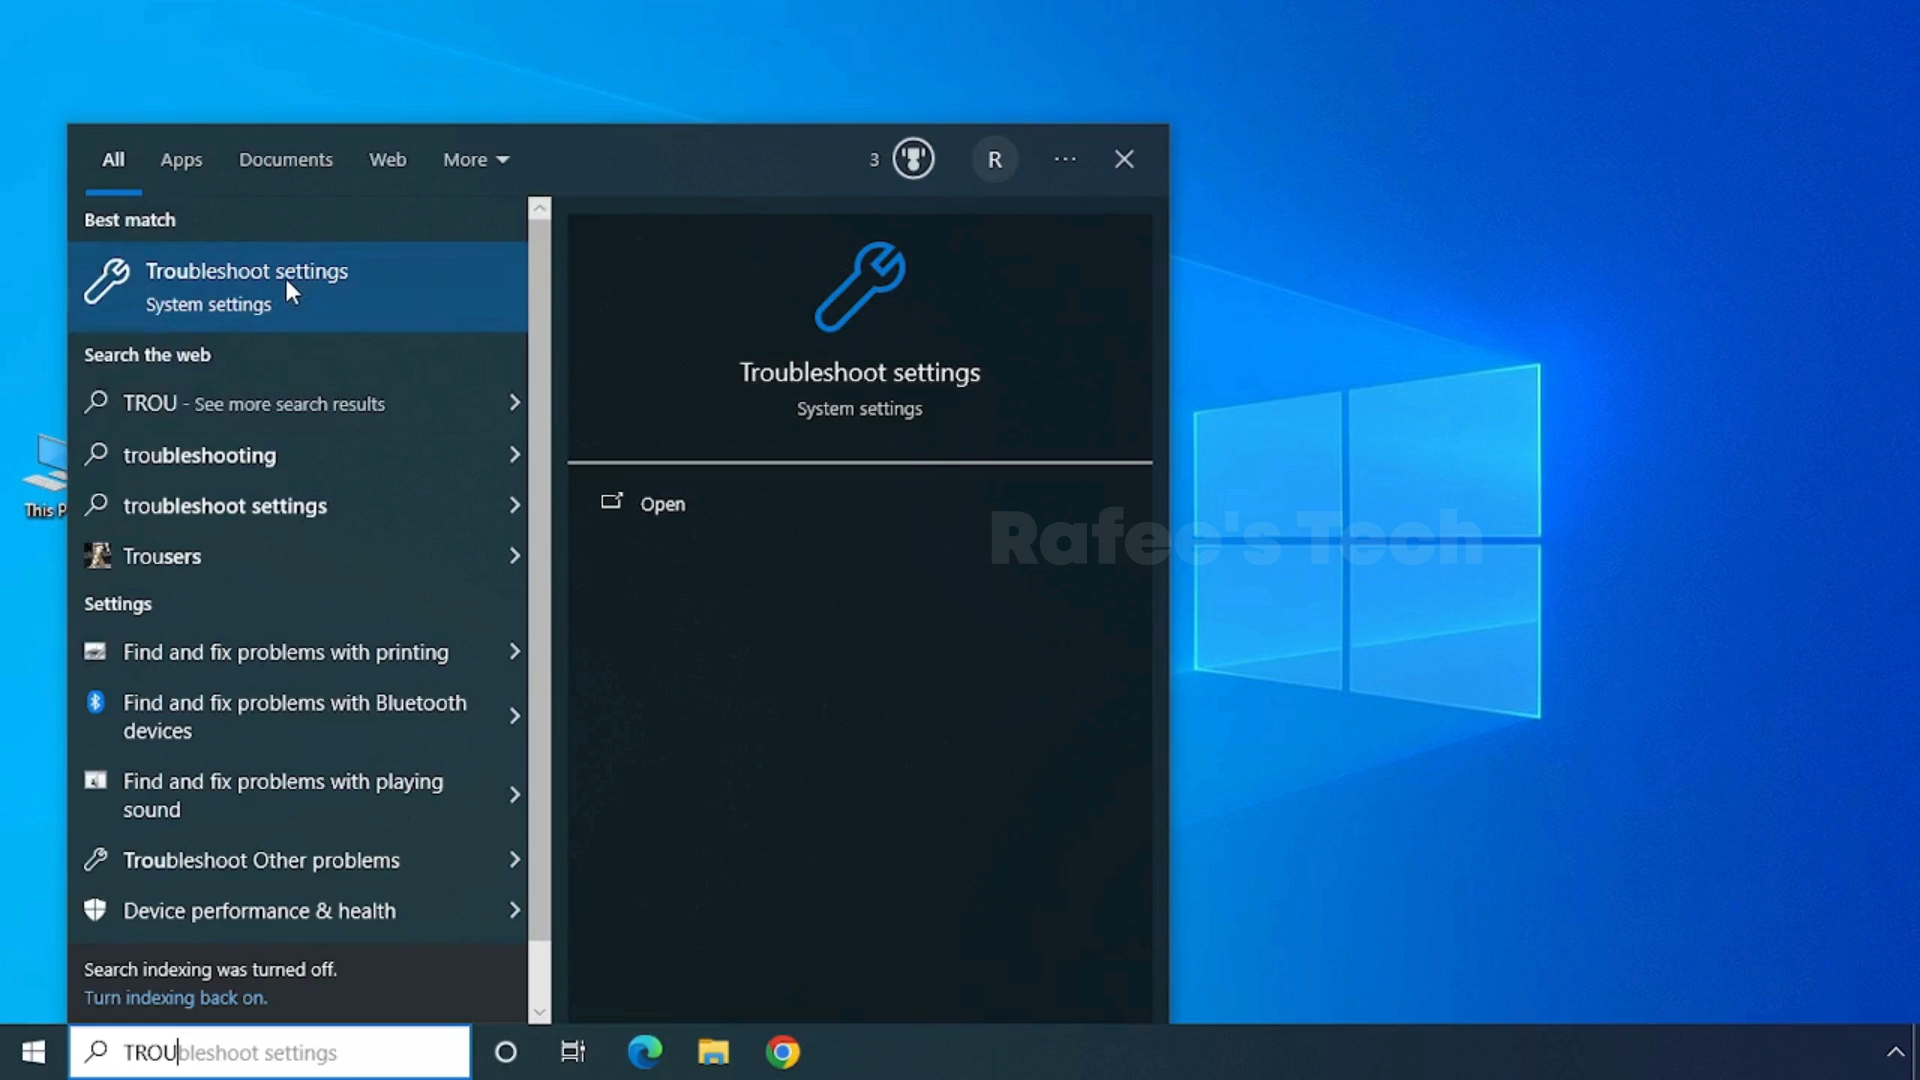 All
Apps
Documents
Web
More
3
R
Best match
Troubleshoot settings
System settings
Search the web
TROU - See more search results
troubleshooting
troubleshoot settings
Trousers
Settings
Find and fix problems with printing
Find and fix problems with Bluetooth
devices
Find and fix problems with playing
sound
Troubleshoot Other problems
Device performance & health
Search indexing was turned off.
Turn indexing back on.
Troubleshoot settings
System settings
Open
Rafee's Tech
This P
TROUbleshoot settings